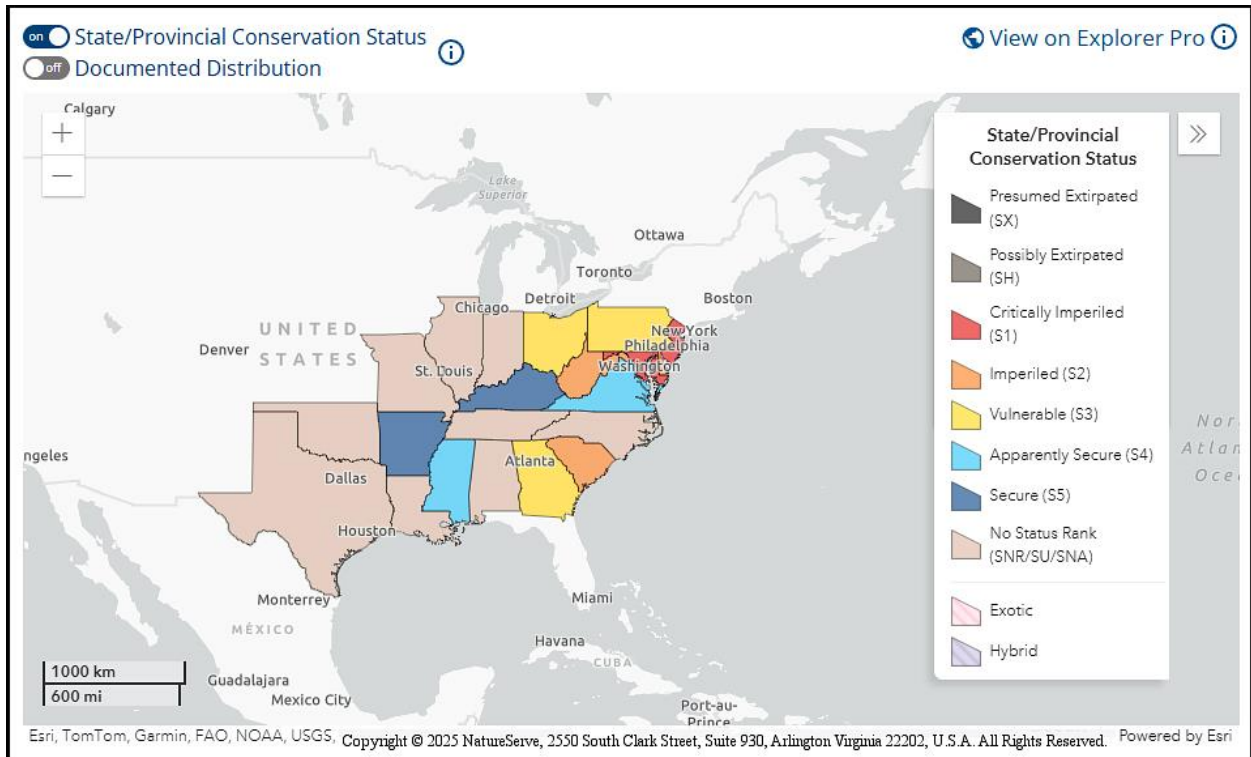 on State/Provincial Conservation Status
off Documented Distribution
View on Explorer Pro
Calgary
+
−
Lake
Superior
Ottawa
Toronto
Detroit
Boston
Chicago
New York
UNITED
STATES
Philadelphia
Denver
St. Louis
Washington
ngeles
Atlanta
Dallas
Houston
Monterrey
Miami
MÉXICO
Havana
CUBA
Guadalajara
Mexico City
Port-au-
Prince
Nor
Atlan
Oce
1000 km
600 mi
State/Provincial
Conservation Status
Presumed Extirpated
(SX)
Possibly Extirpated
(SH)
Critically Imperiled
(S1)
Imperiled (S2)
Vulnerable (S3)
Apparently Secure (S4)
Secure (S5)
No Status Rank
(SNR/SU/SNA)
Exotic
Hybrid
Esri, TomTom, Garmin, FAO, NOAA, USGS, Copyright © 2025 NatureServe, 2550 South Clark Street, Suite 930, Arlington Virginia 22202, U.S.A. All Rights Reserved. Powered by Esri